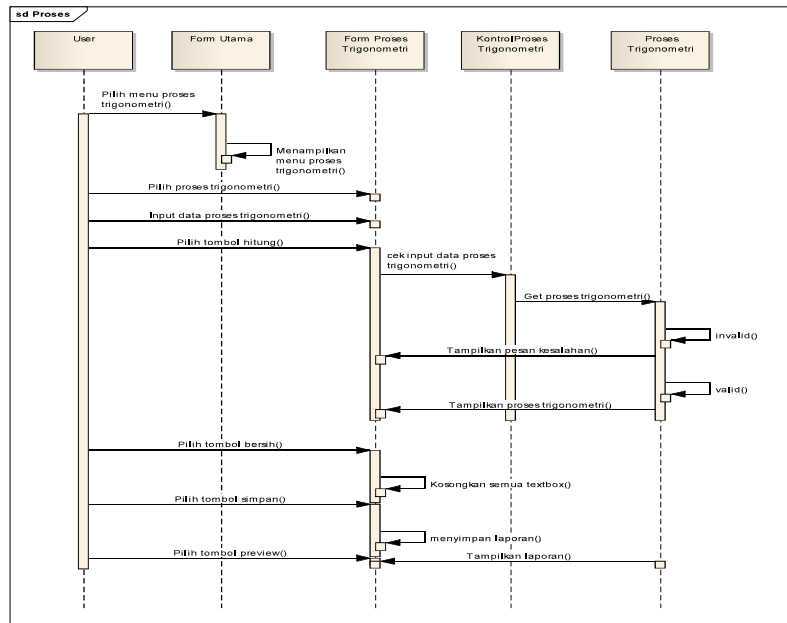 sd Proses
User
Form Utama
Form Proses
Trigonometri
KontrolProses
Trigonometri
Proses
Trigonometri
Pilih menu proses
trigonometri()
Menampilkan
menu proses
trigonometri()
Pilih proses trigonometri()
Input data proses trigonometri()
Pilih tombol hitung()
cek input data proses
trigonometri()
Get proses trigonometri()
invalid()
Tampilkan pesan kesalahan()
valid()
Tampilkan proses trigonometri()
Pilih tombol bersih()
Kosongkan semua textbox()
Pilih tombol simpan()
menyimpan laporan()
Pilih tombol preview()
Tampilkan laporan()